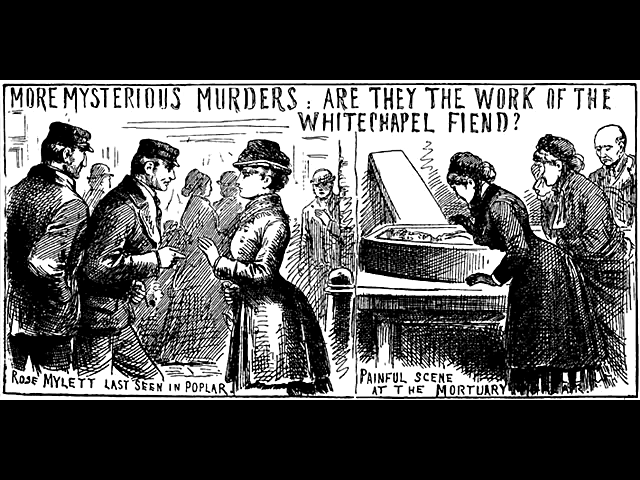 MORE MYSTERIOUS MURDERS : ARE THEY THE WORK OF THE
WHITECHAPEL FIEND?
ROSE MYLETT LAST SEEN IN POPLAR.
PAINFUL SCENE
AT THE MORTUARY